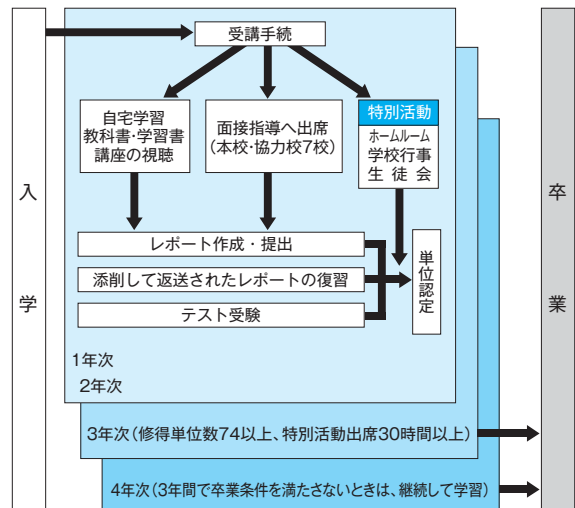 入学
受講手続
自宅学習
教科書・学習書
講座の視聴
面接指導へ出席
(本校・協力校7校)
特別活動
ホームルーム
学校行事
生徒会
レポート作成・提出
添削して返送されたレポートの復習
テスト受験
単位認定
1年次
2年次
3年次(修得単位数74以上、特別活動出席30時間以上)
4年次(3年間で卒業条件を満たさないときは、継続して学習)
卒業